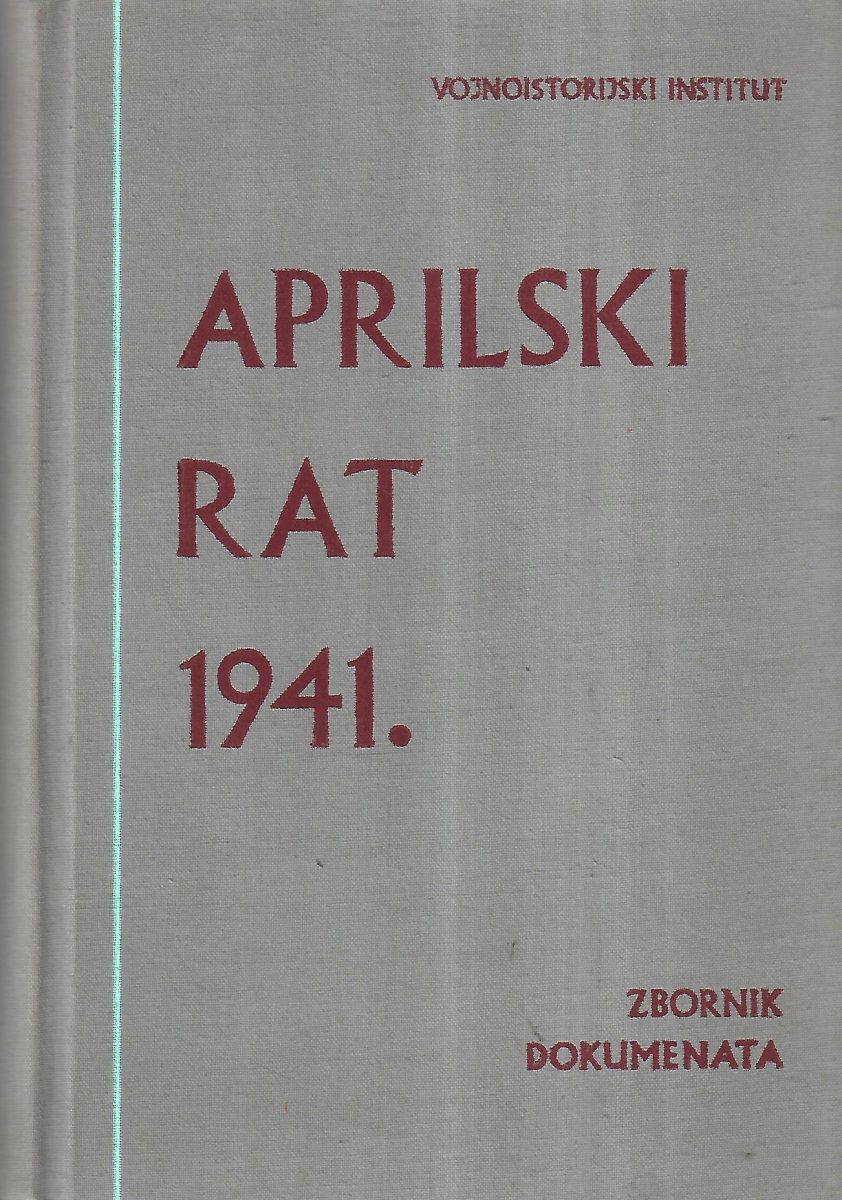 VOJNOISTORIJSKI INSTITUT
APRILSKI
RAT
1941.
ZBORNIK
DOKUMENATA